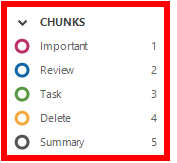 CHUNKS
Important 1
Review 2
Task 3
Delete 4
Summary 5